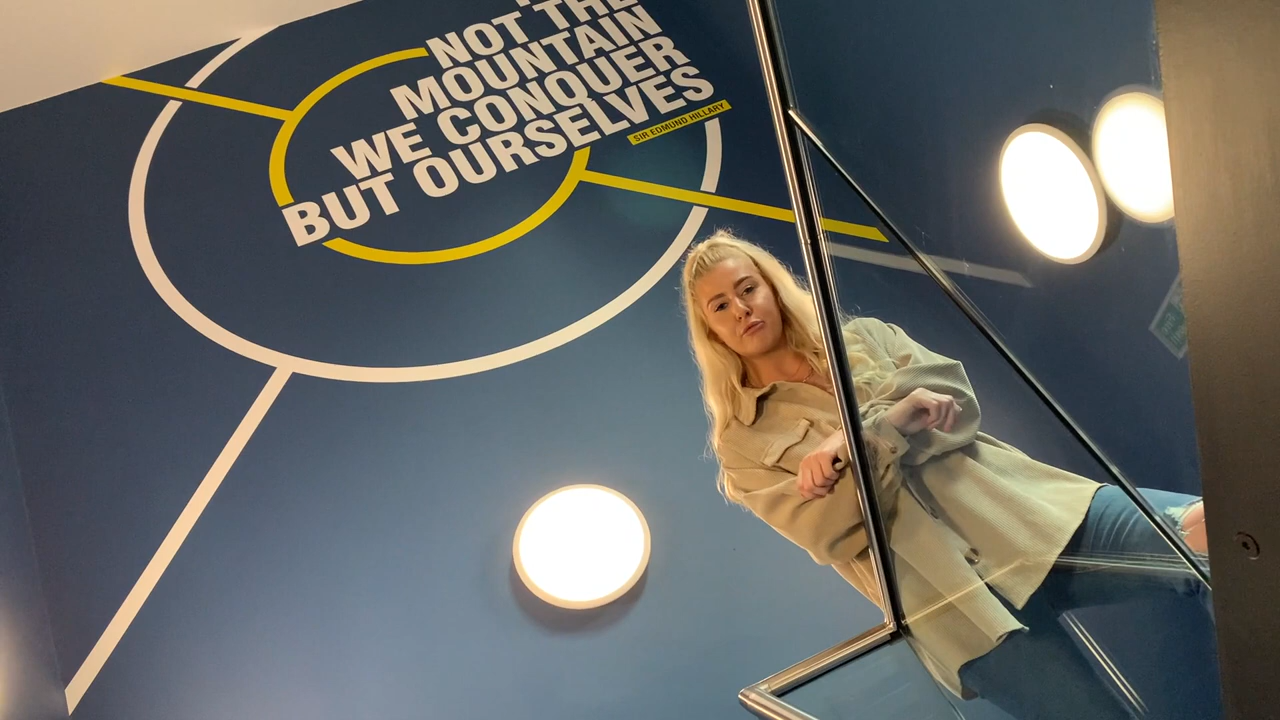 NOT THE
MOUNTAIN
WE CONQUER
BUT OURSELVES
SIR EDMUND HILLARY